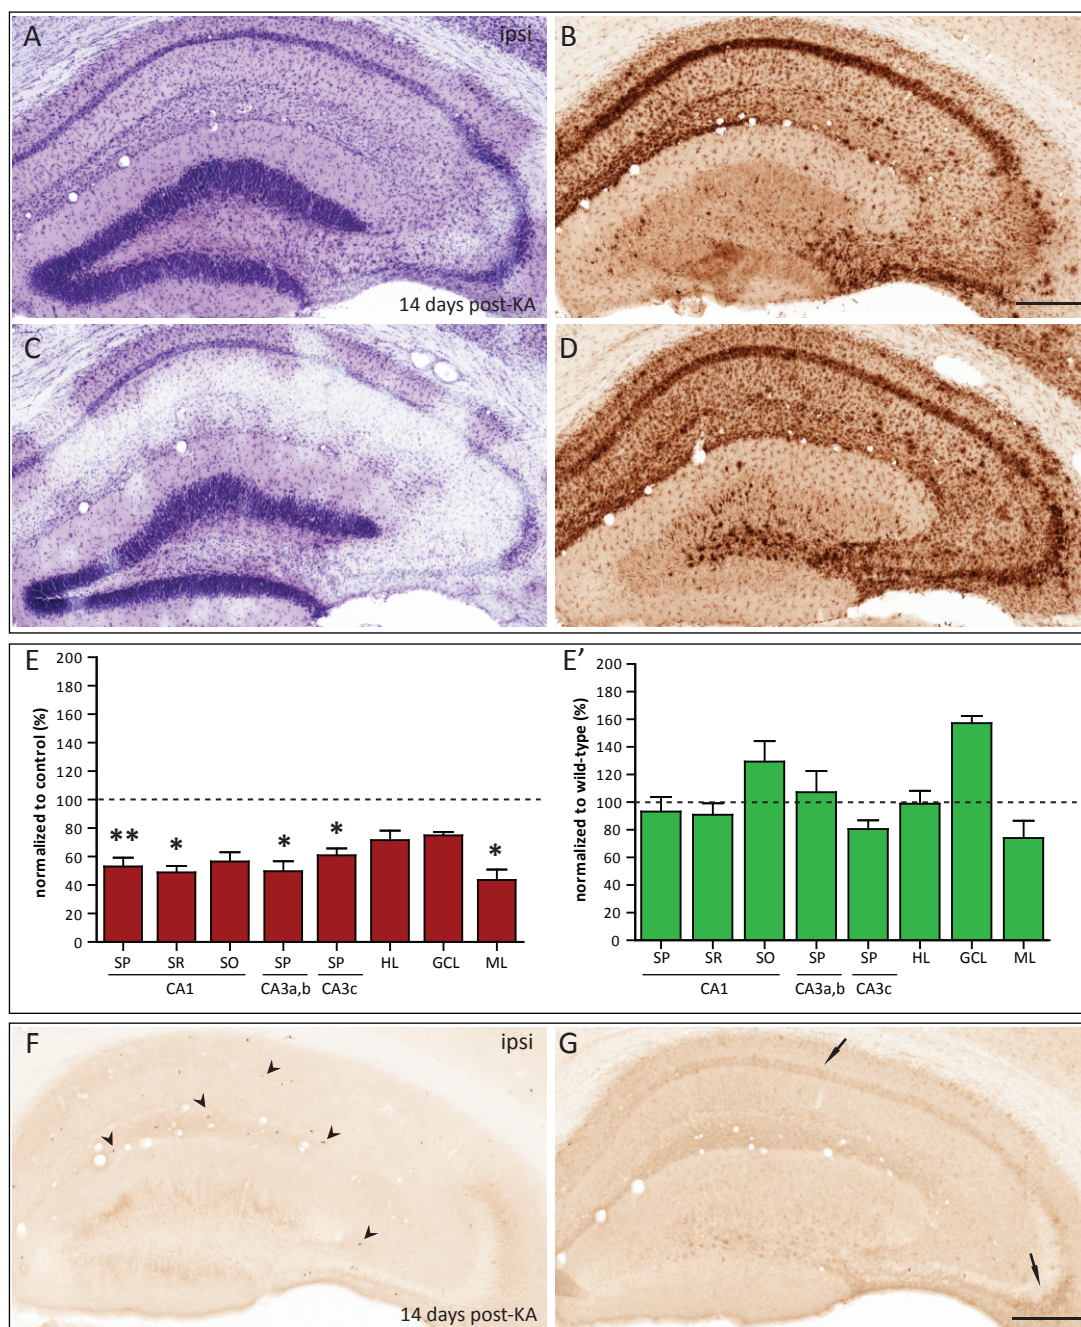 A
ipsi
14 days post-KA
B
C
D
E
200
180
160
140
120
100
80
60
40
20
0
normalized to control (%)
** * * * *
SP SR SO SP SP HL GCL ML
CA1 CA3a,b CA3c
E'
200
180
160
140
120
100
80
60
40
20
0
normalized to wild-type (%)
SP SR SO SP SP HL GCL ML
CA1 CA3a,b CA3c
F
ipsi
14 days post-KA
G